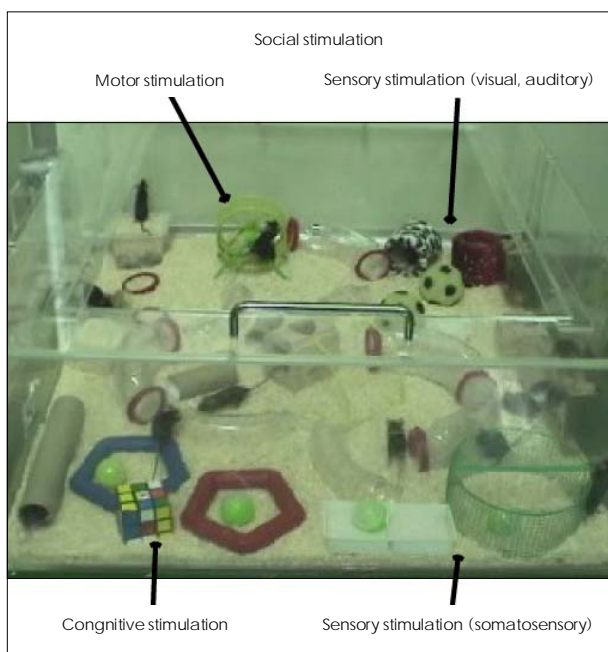 Social stimulation
Motor stimulation
Sensory stimulation (visual, auditory)
Congnitive stimulation
Sensory stimulation (somatosensory)